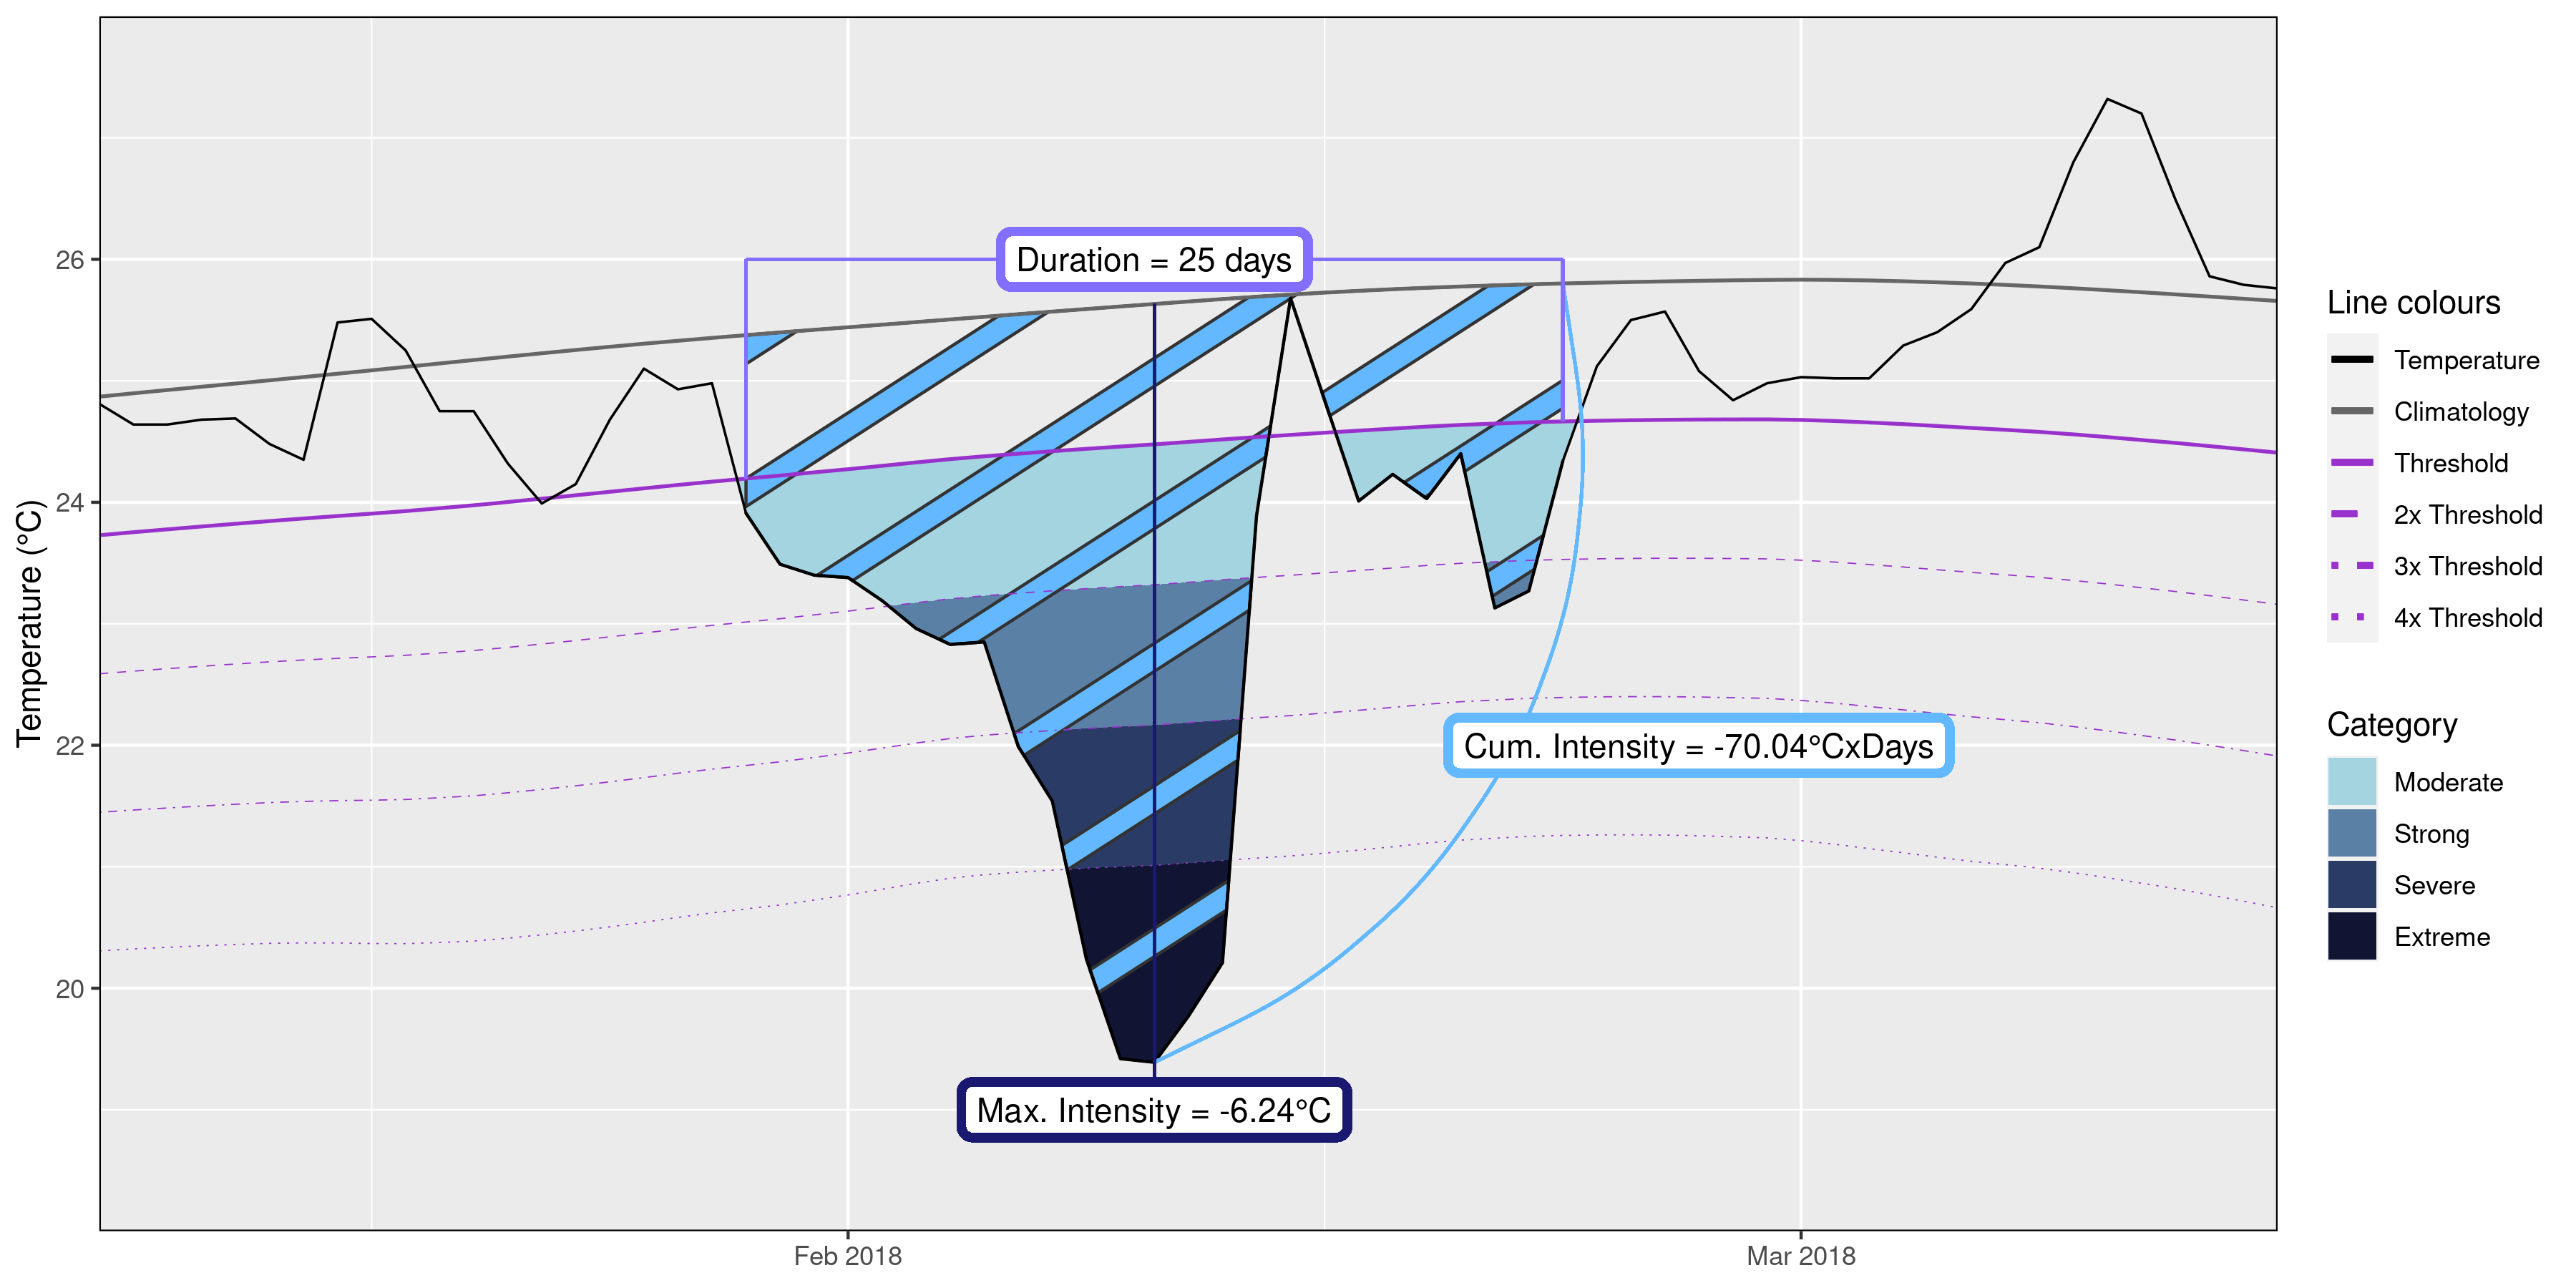 Temperature (°C)
26
24
22
20
Feb 2018
Mar 2018
Duration = 25 days
Cum. Intensity = -70.04°CxDays
Max. Intensity = -6.24°C
Line colours
Temperature
Climatology
Threshold
2x Threshold
3x Threshold
4x Threshold
Category
Moderate
Strong
Severe
Extreme